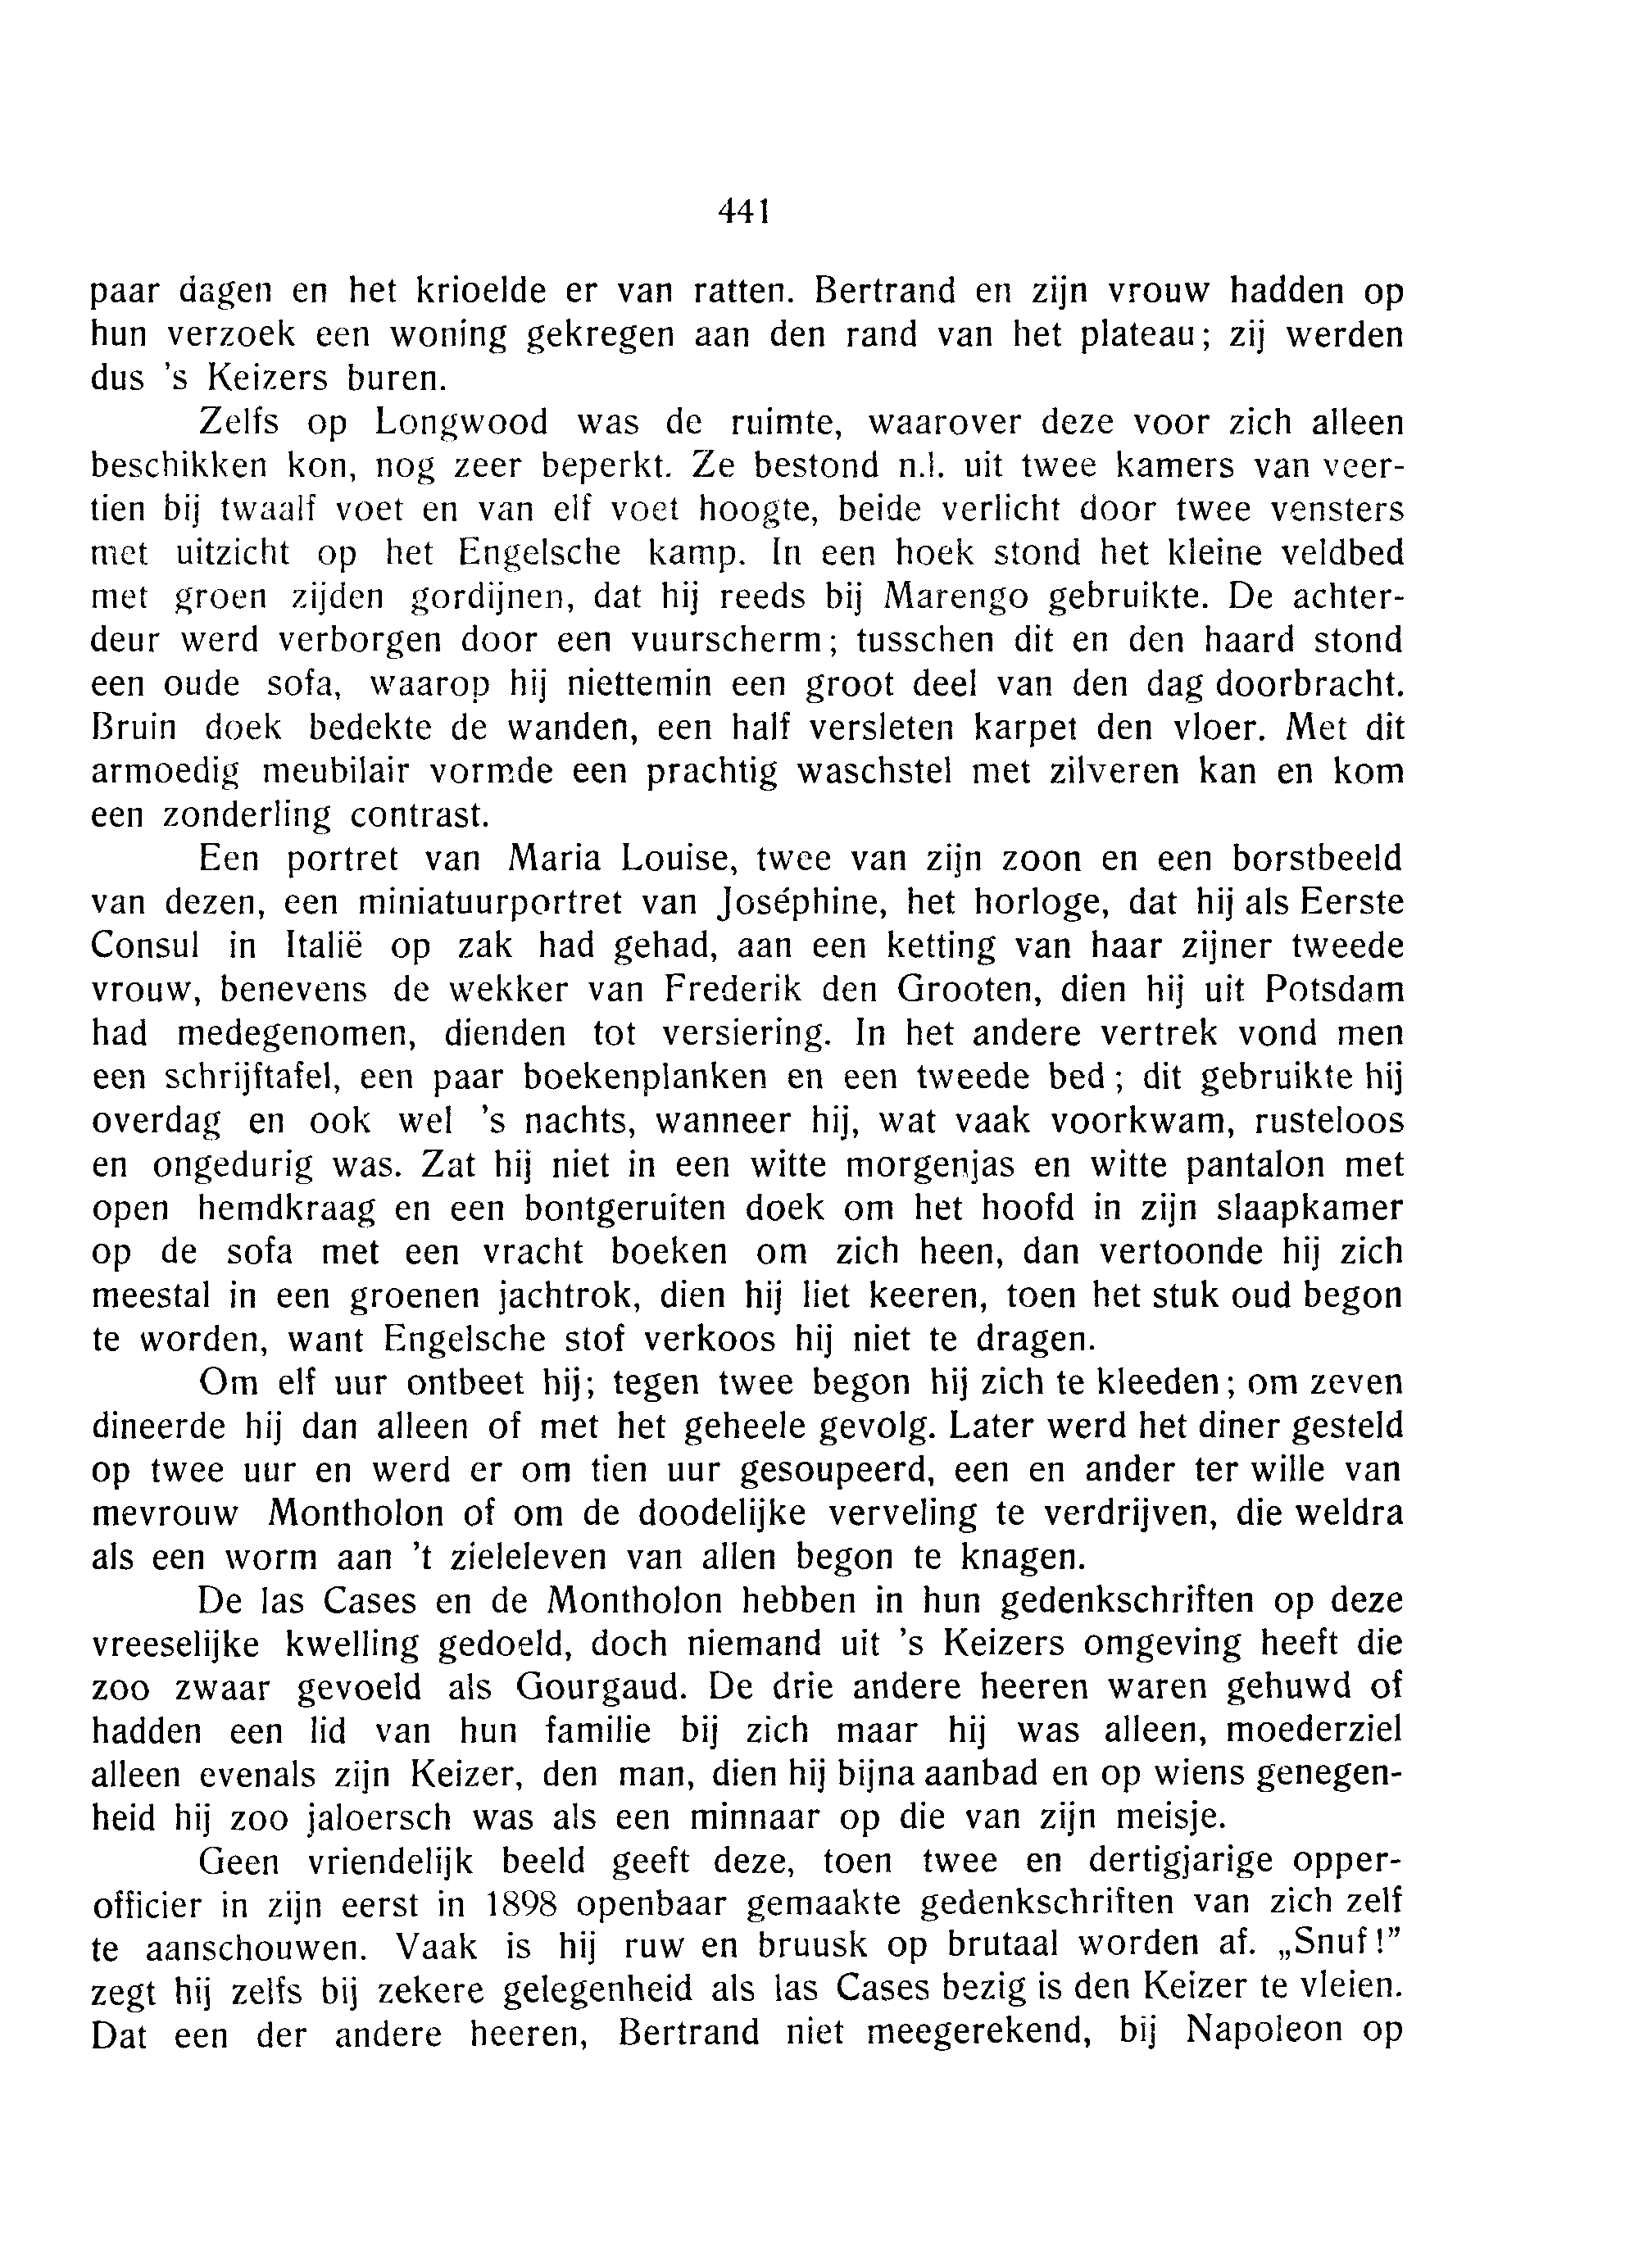 441
paar dagen en het krioelde er van ratten. Bertrand en zijn vrouw hadden op
hun verzoek een woning gekregen aan den rand van het plateau; zij werden
dus 's Keizers buren.
Zelfs op Longwood was de ruimte, waarover deze voor zich alleen
beschikken kon, nog zeer beperkt. Ze bestond n.l. uit twee kamers van veer-
tien bij twaalf voet en van elf voet hoogte, beide verlicht door twee vensters
met uitzicht op het Engelsche kamp. In een hoek stond het kleine veldbed
met groen zijden gordijnen, dat hij reeds bij Marengo gebruikte. De achter-
deur werd verborgen door een vuurscherm; tusschen dit en den haard stond
een oude sofa, waarop hij niettemin een groot deel van den dag doorbracht.
Bruin doek bedekte de wanden, een half versleten karpet den vloer. Met dit
armoedig meubilair vormde een prachtig waschstel met zilveren kan en kom
een zonderling contrast.
Een portret van Maria Louise, twee van zijn zoon en een borstbeeld
van dezen, een miniatuurportret van Joséphine, het horloge, dat hij als Eerste
Consul in Italië op zak had gehad, aan een ketting van haar zijner tweede
vrouw, benevens de wekker van Frederik den Grooten, dien hij uit Potsdam
had medegenomen, dienden tot versiering. In het andere vertrek vond men
een schrijftafel, een paar boekenplanken en een tweede bed; dit gebruikte hij
overdag en ook wel 's nachts, wanneer hij, wat vaak voorkwam, rusteloos
en ongedurig was. Zat hij niet in een witte morgenjas en witte pantalon met
open hemdkraag en een bontgeruiten doek om het hoofd in zijn slaapkamer
op de sofa met een vracht boeken om zich heen, dan vertoonde hij zich
meestal in een groenen jachtrok, dien hij liet keeren, toen het stuk oud begon
te worden, want Engelsche stof verkoos hij niet te dragen.
Om elf uur ontbeet hij; tegen twee begon hij zich te kleeden; om zeven
dineerde hij dan alleen of met het geheele gevolg. Later werd het diner gesteld
op twee uur en werd er om tien uur gesoupeerd, een en ander ter wille van
mevrouw Montholon of om de doodelijke verveling te verdrijven, die weldra
als een worm aan 't zieleleven van allen begon te knagen.
De las Cases en de Montholon hebben in hun gedenkschriften op deze
vreeselijke kwelling gedoeld, doch niemand uit 's Keizers omgeving heeft die
zoo zwaar gevoeld als Gourgaud. De drie andere heeren waren gehuwd of
hadden een lid van hun familie bij zich maar hij was alleen, moederziel
alleen evenals zijn Keizer, den man, dien hij bijna aanbad en op wiens genegen-
heid hij zoo jaloersch was als een minnaar op die van zijn meisje.
Geen vriendelijk beeld geeft deze, toen twee en dertigjarige opper-
officier in zijn eerst in 1898 openbaar gemaakte gedenkschriften van zich zelf
te aanschouwen. Vaak is hij ruw en bruusk op brutaal worden af. „Snuf!”
zegt hij zelfs bij zekere gelegenheid als las Cases bezig is den Keizer te vleien.
Dat een der andere heeren, Bertrand niet meegerekend, bij Napoleon op